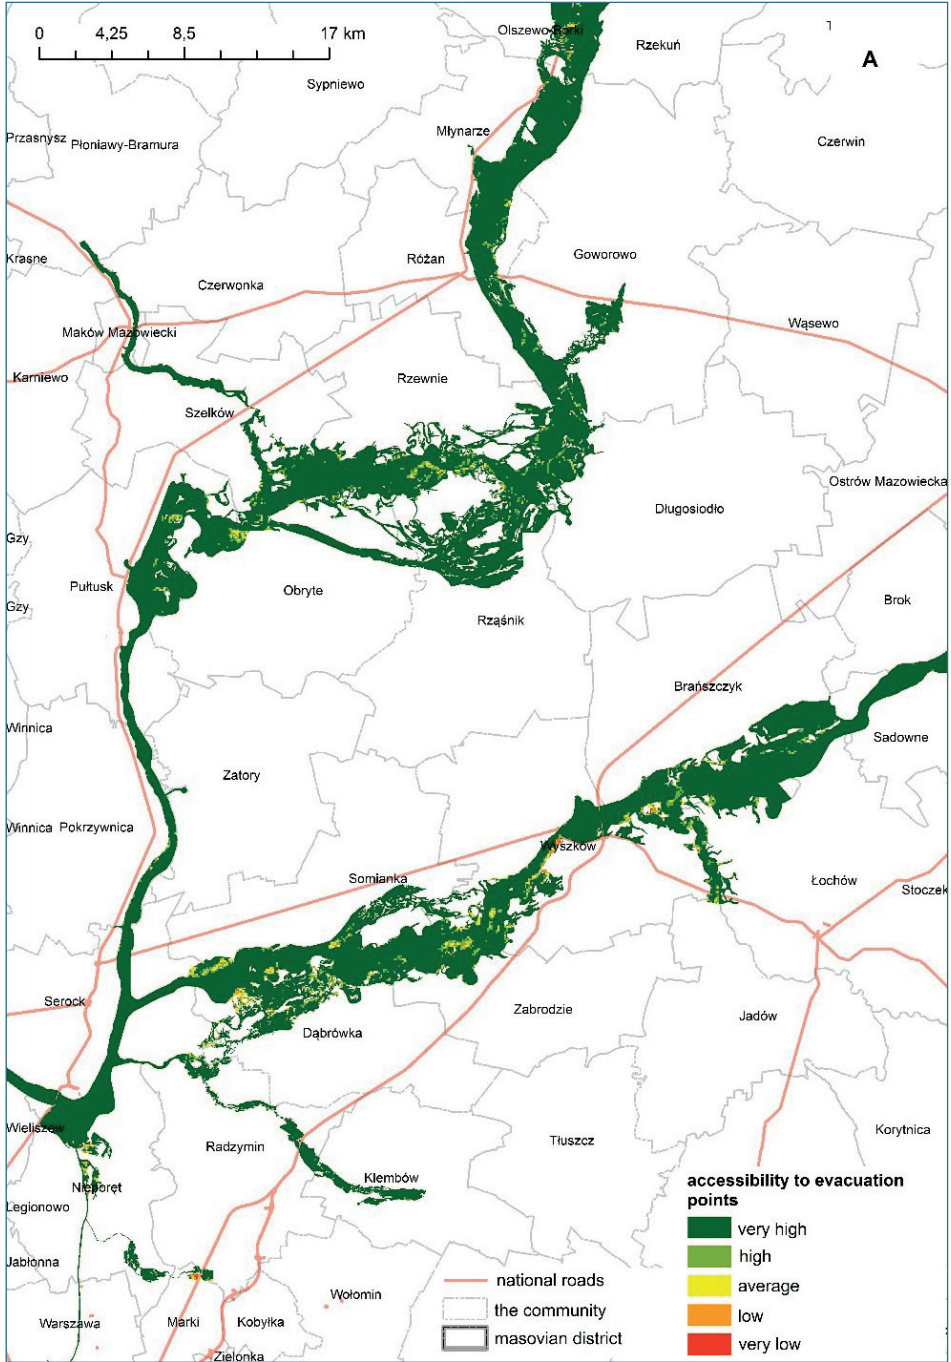 0 4,25 8,5 17 km
Olszewo-Borki
Rzekuń
A
Sypniewo
Młynarze
Przasnysz
Płoniawy-Bramura
Czerwin
Krasne
Różan
Goworowo
Czerwonka
Wąsewo
Maków Mazowiecki
Karniewo
Rzewnie
Szelków
Ostrów Mazowiecka
Długosiodło
Gzy
Pułtusk
Obryte
Brok
Gzy
Rząśnik
Brańszczyk
Winnica
Sadowne
Zatory
Winnica
Pokrzywnica
Wyszków
Somianka
Łochów
Stoczek
Serock
Zabrodzie
Jadów
Dąbrówka
Wieliszew
Radzymin
Tłuszcz
Korytnica
Klembów
Nieporęt
Legionowo
Jabłonna
Wołomin
Warszawa
Marki
Kobyłka
Zielonka
accessibility to evacuation
points
very high
high
average
low
very low
national roads
the community
masovian district